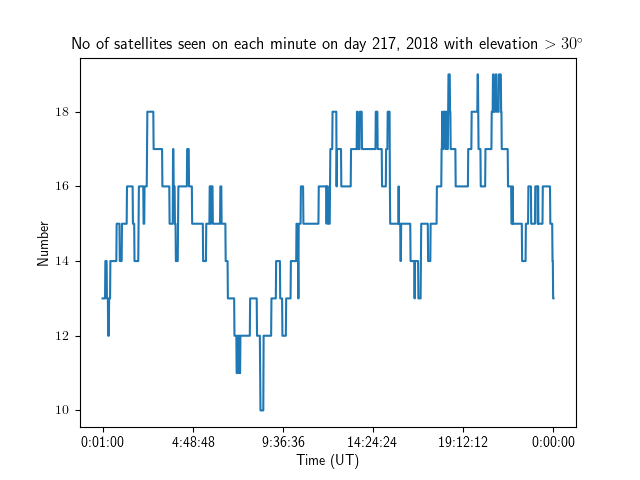 No of satellites seen on each minute on day 217, 2018 with elevation > 30°
Number
18
16
14
12
10
0:01:00 4:48:48 9:36:36 14:24:24 19:12:12 0:00:00
Time (UT)